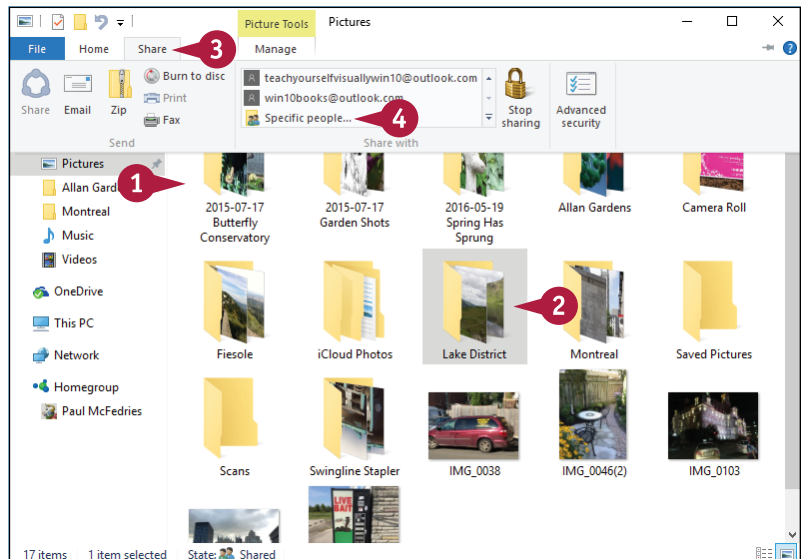 Picture Tools Pictures
File Home Share 3 Manage
Burn to disc
Print
Fax
Share Email Zip
Send
teachyourselfvisuallywin10@outlook.com
win10books@outlook.com
Specific people... 4
Share with
Stop
sharing
Advanced
security
Pictures
Allan Gard
Montreal
Music
Videos
OneDrive
This PC
Network
Homegroup
Paul McFedries
1
2015-07-17
Butterfly
Conservatory
2015-07-17
Garden Shots
2016-05-19
Spring Has
Sprung
Allan Gardens
Camera Roll
2
Fiesole iCloud Photos Lake District Montreal Saved Pictures
Scans Swingline Stapler IMG_0038 IMG_0046(2) IMG_0103
LIVE
BAIT
17 items 1 item selected State: Shared